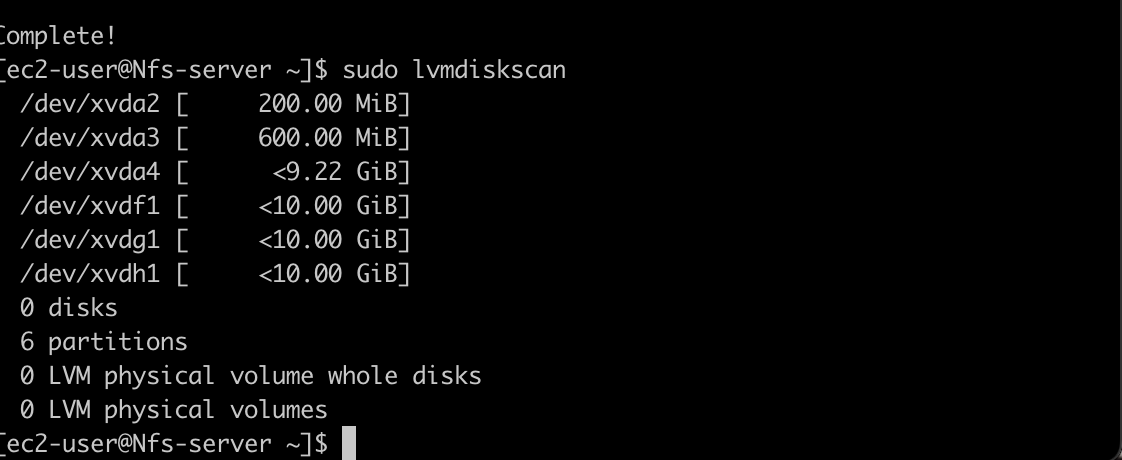 Complete!
[ec2-user@Nfs-server ~]$ sudo lvmdiskscan
  /dev/xvda2 [     200.00 MiB]
  /dev/xvda3 [     600.00 MiB]
  /dev/xvda4 [      <9.22 GiB]
  /dev/xvdf1 [     <10.00 GiB]
  /dev/xvdg1 [     <10.00 GiB]
  /dev/xvdh1 [     <10.00 GiB]
  0 disks
  6 partitions
  0 LVM physical volume whole disks
  0 LVM physical volumes
[ec2-user@Nfs-server ~]$